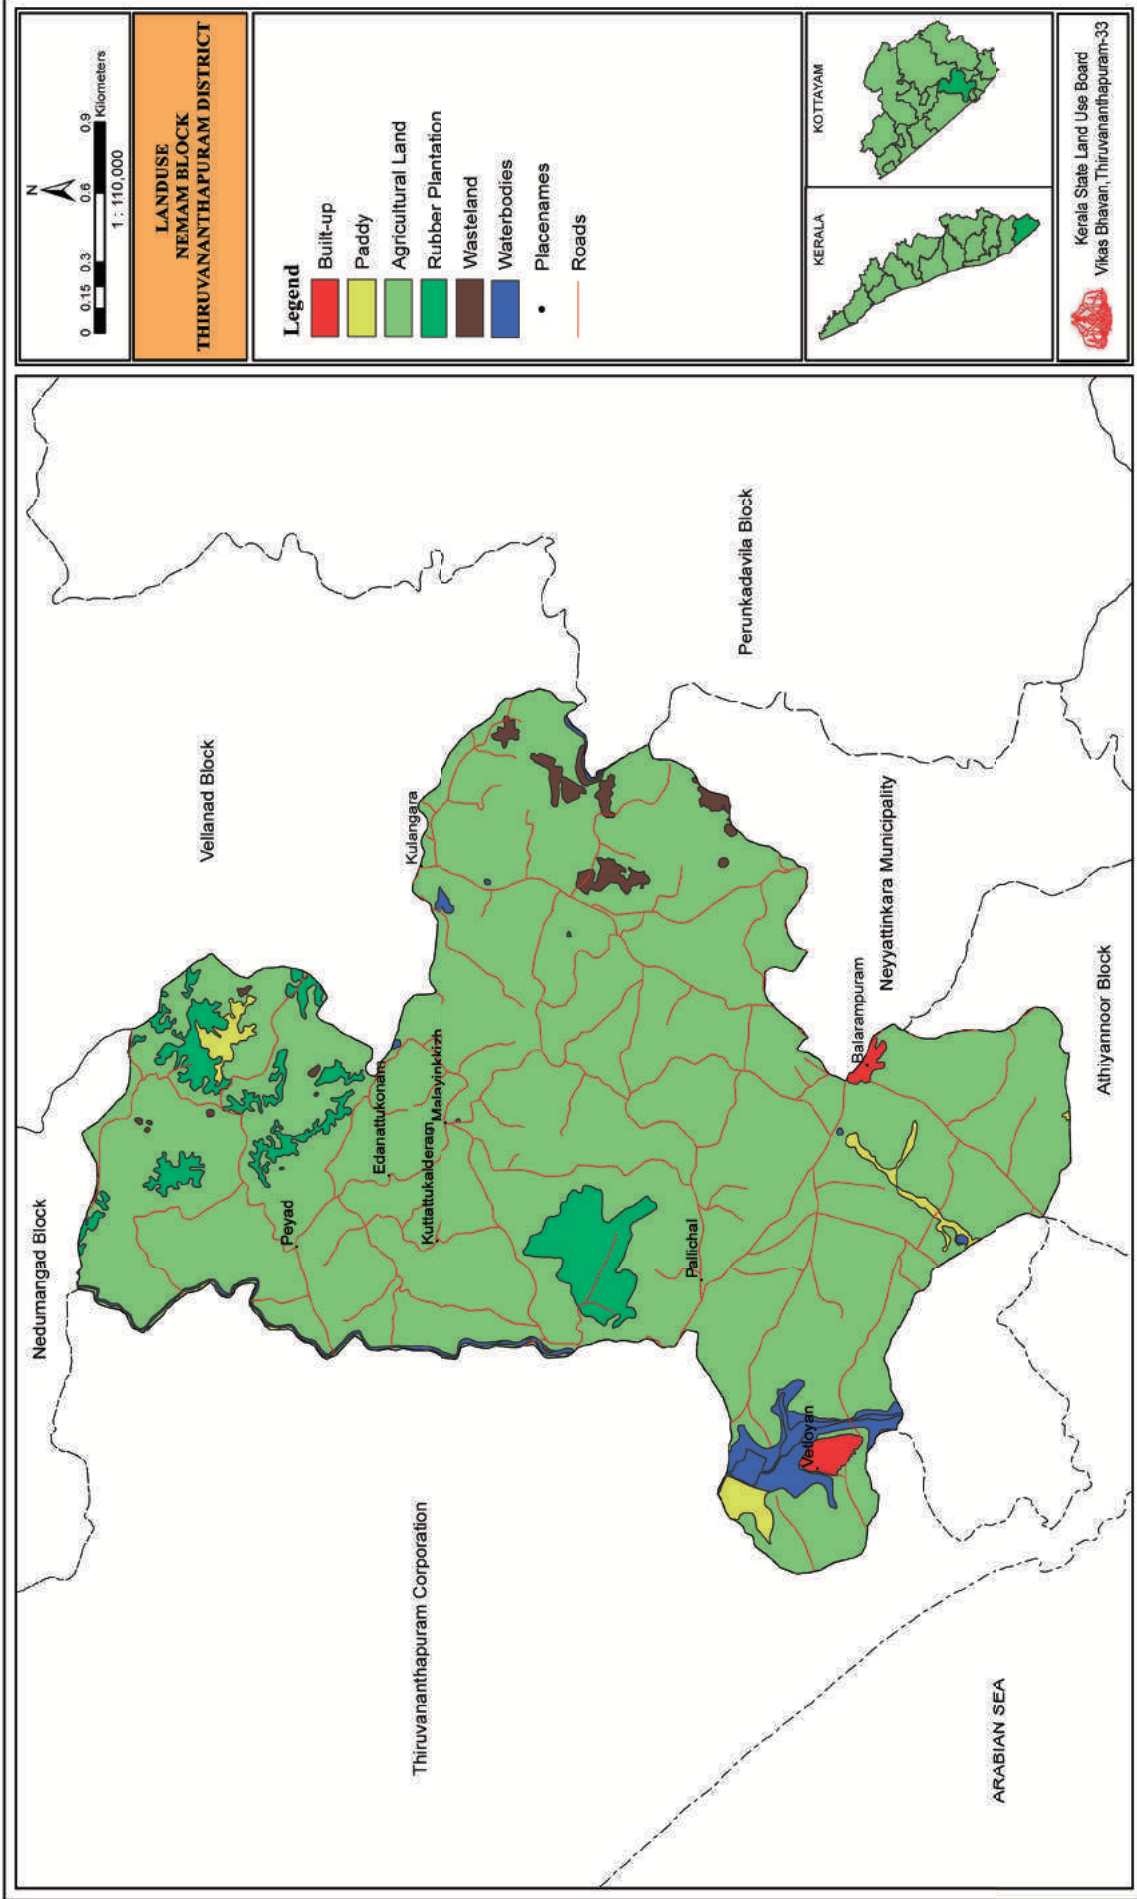 Nedumangad Block
Vellanad Block
Peyad
Edanattukonam
Kulangara
Kuttattukalderam
Malayinkkizh
Thiruvananthapuram Corporation
Pallichal
Perunkadavila Block
Vetloyan
Balarampuram
Neyyattinkara Municipality
Athiyannoor Block
ARABIAN SEA
N
0 0.15 0.3 0.6 0.9
Kilometers
1 : 110,000
LANDUSE
NEMAM BLOCK
THIRUVANANTHAPURAM DISTRICT
Legend
Built-up
Paddy
Agricultural Land
Rubber Plantation
Wasteland
Waterbodies
Placenames
Roads
KERALA
KOTTAYAM
Kerala State Land Use Board
Vikas Bhavan,Thiruvananthapuram-33